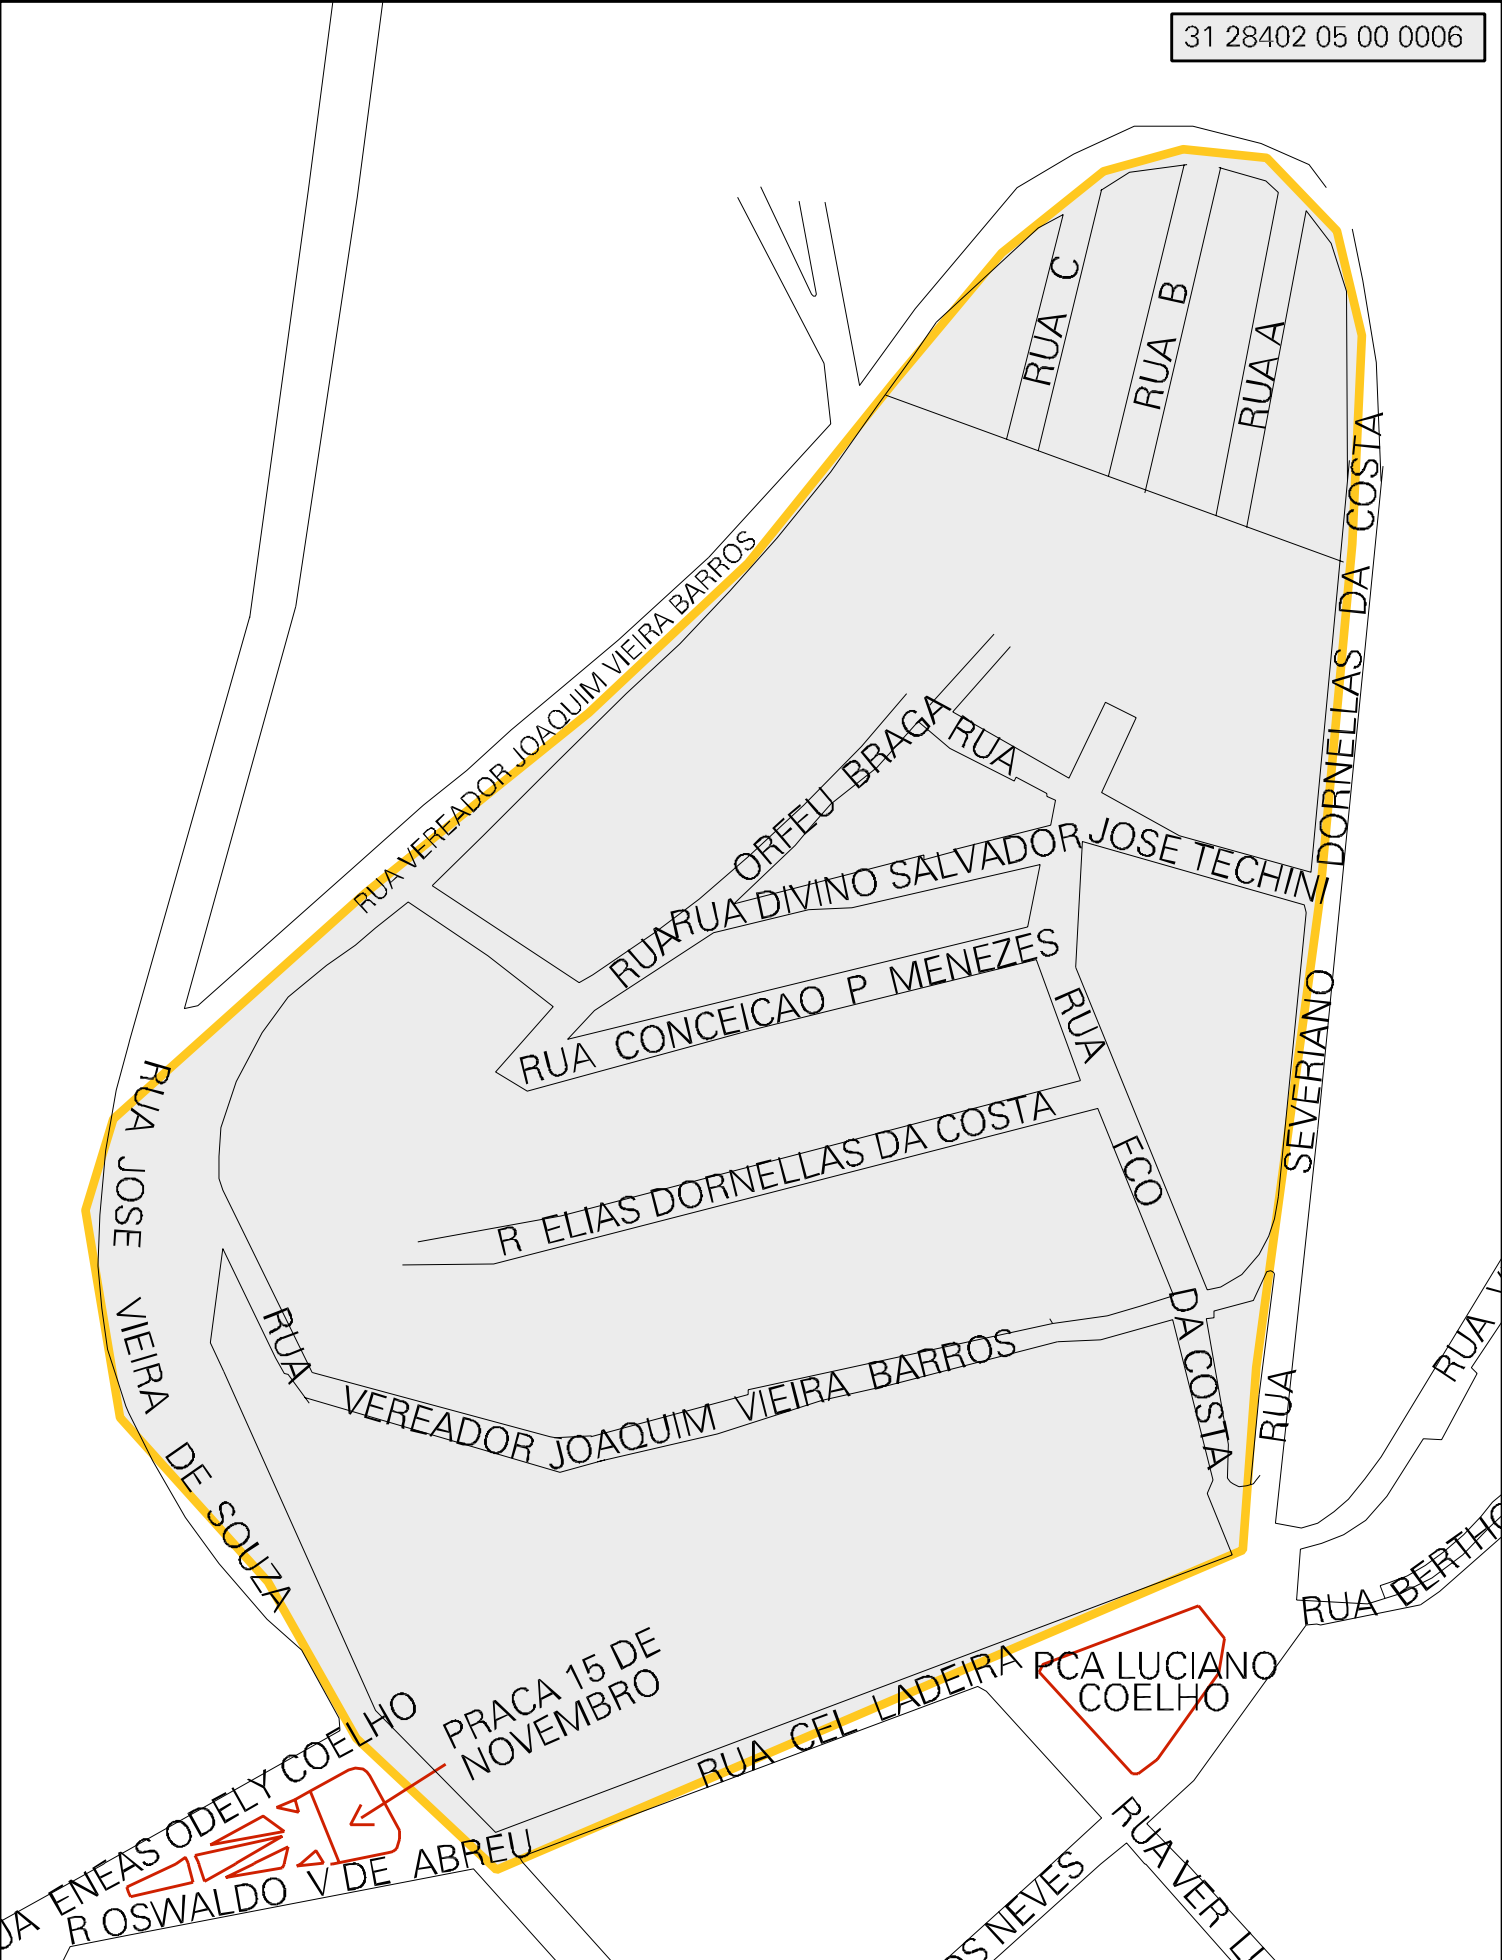 31 28402 05 00 0006
RUA C
RUA B
RUA A
RUA VEREADOR JOAQUIM VIEIRA BARROS
RUA SEVERIANO DORNELLAS DA COSTA
RUA ORFEU BRAGA
RUA JOSE TECHINI
RUA DIVINO SALVADOR
RUA CONCEICAO P MENEZES
RUA FCO DA COSTA
R ELIAS DORNELLAS DA COSTA
RUA JOSE VIEIRA DE SOUZA
RUA VEREADOR JOAQUIM VIEIRA BARROS
RUA
RUA BERTHO
PRACA 15 DE
NOVEMBRO
PCA LUCIANO
COELHO
RUA CEL LADEIRA
UA ENEAS ODELY COELHO
R OSWALDO V DE ABREU
OS NEVES
RUA VER